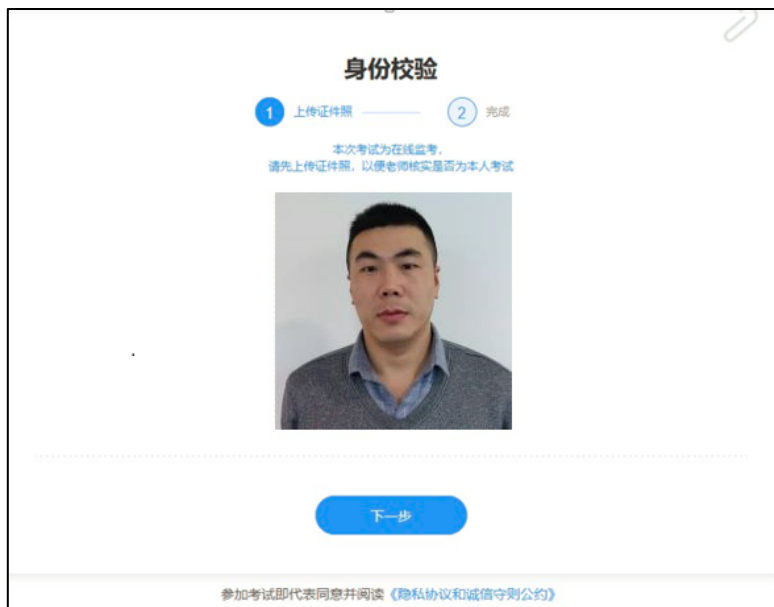 身份校验
1 上传证件照 2 完成
本次考试为在线监考，
请先上传证件照，以便老师核实是否为本人考试
下一步
参加考试即代表同意并阅读《隐私协议和诚信守则公约》